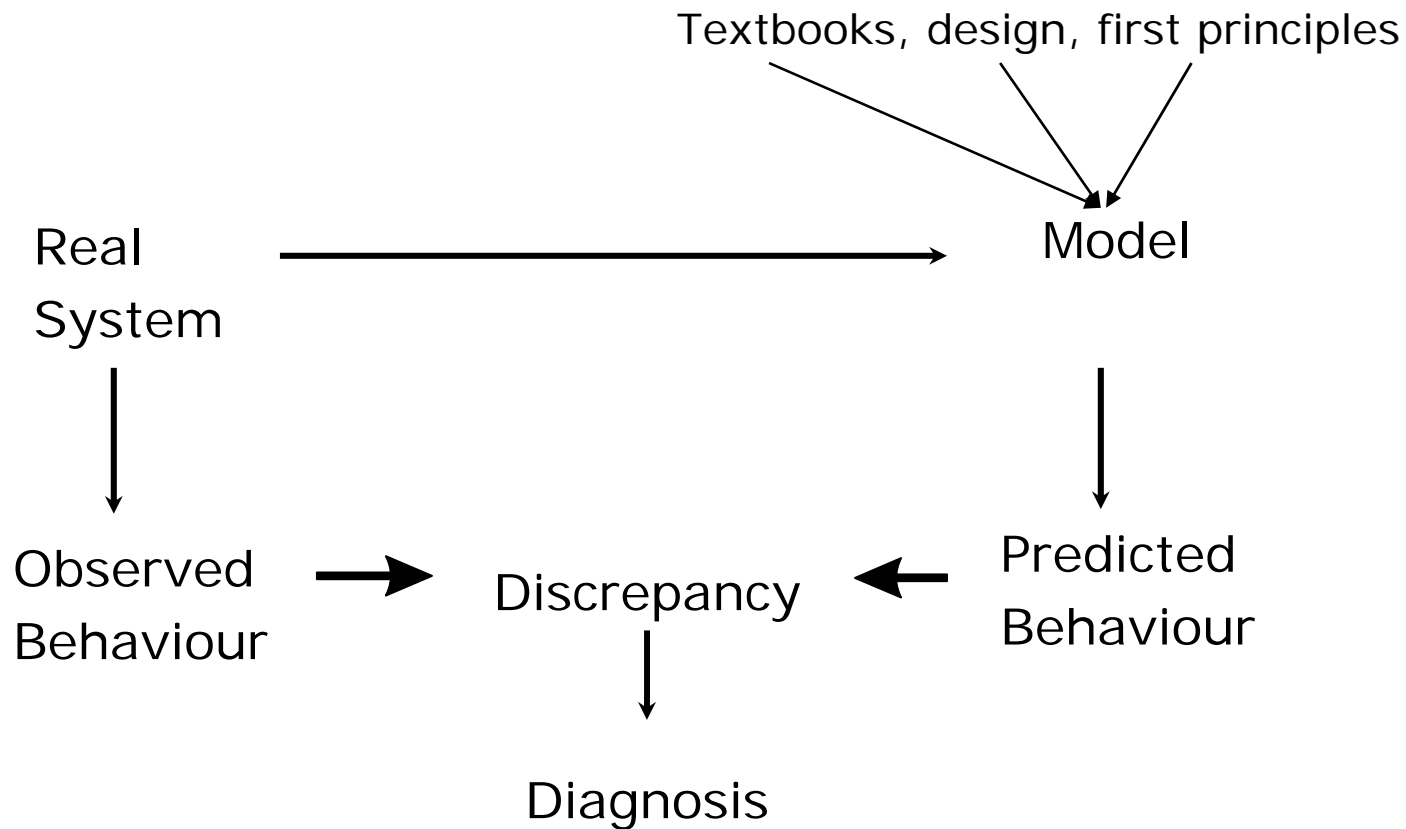 Textbooks, design, first principles
Real
System
Model
Observed
Behaviour
Discrepancy
Predicted
Behaviour
Diagnosis